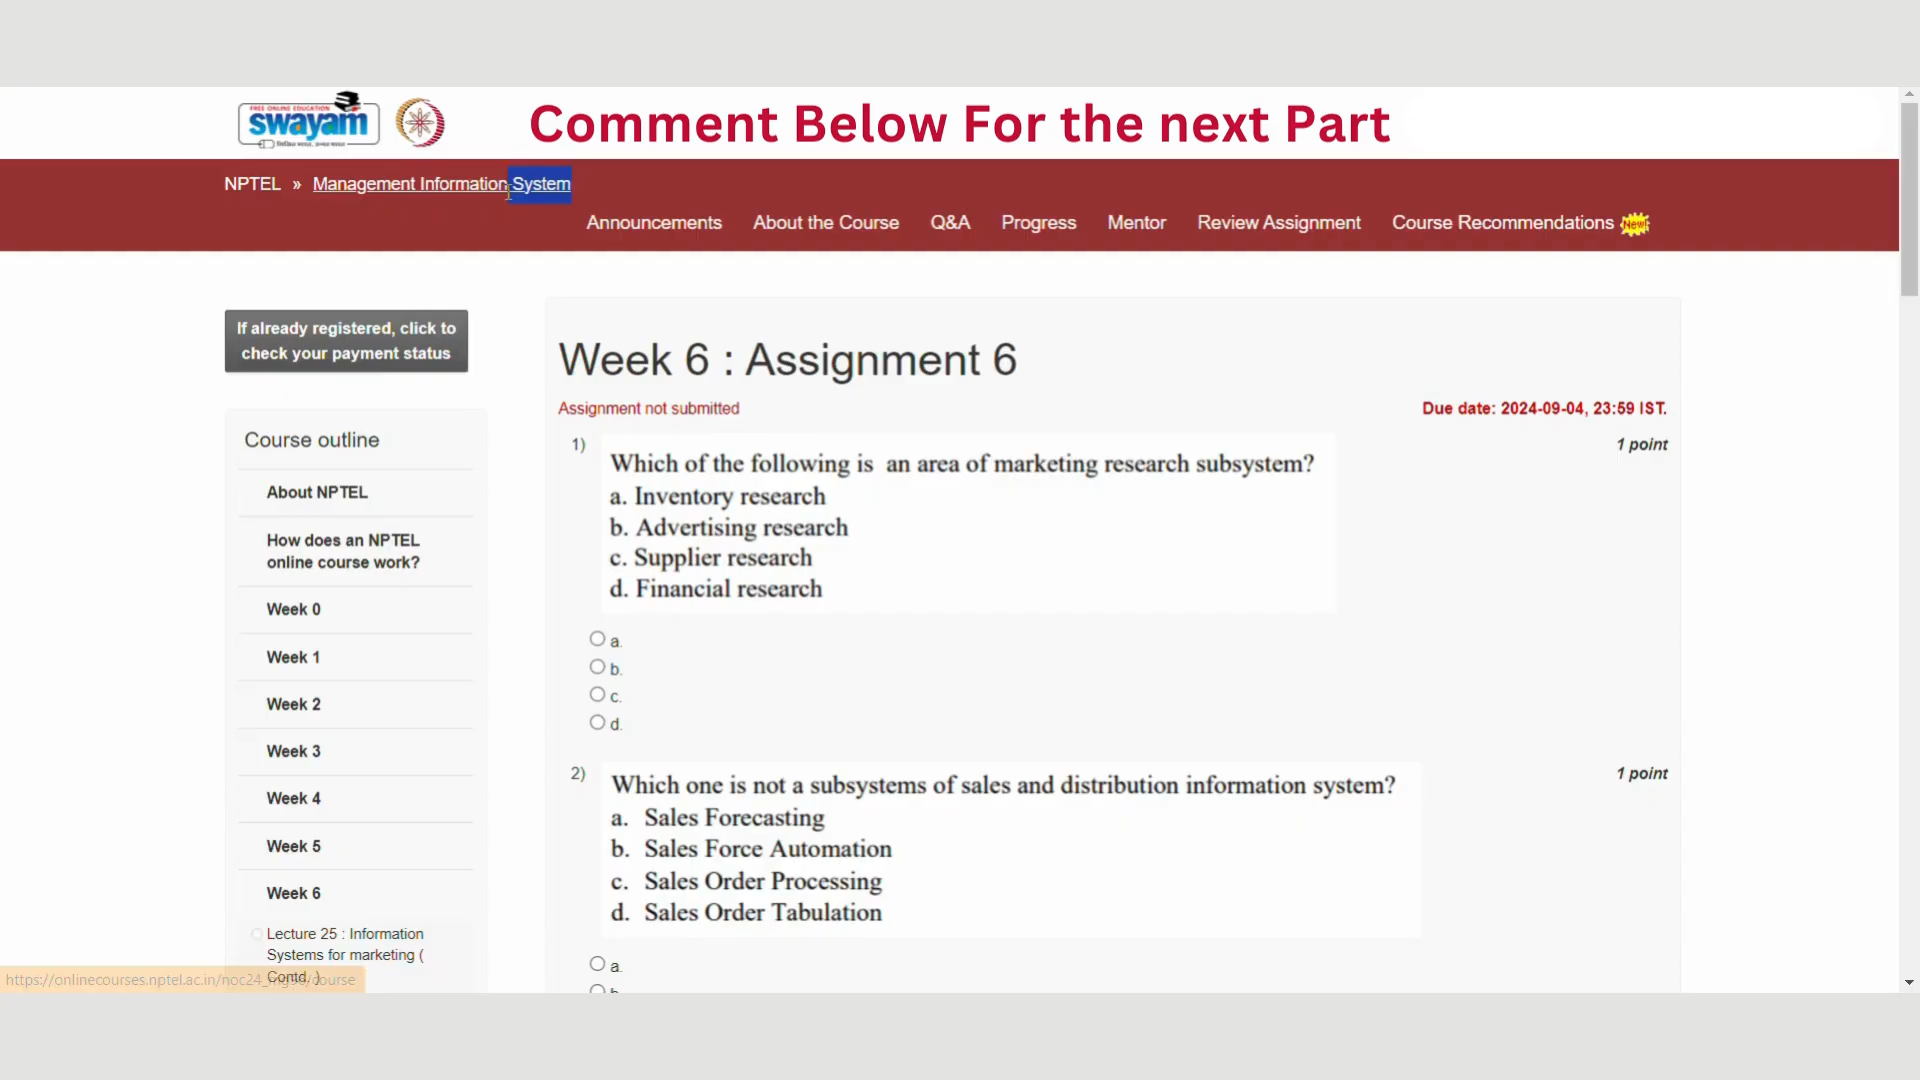 FREE ONLINE EDUCATION
swayam
Comment Below For the next Part
NPTEL » Management Information System
Announcements About the Course Q&A Progress Mentor Review Assignment Course Recommendations New!
If already registered, click to
check your payment status
Course outline
About NPTEL
How does an NPTEL
online course work?
Week 0
Week 1
Week 2
Week 3
Week 4
Week 5
Week 6
Lecture 25 : Information
Systems for marketing (
Contd. )
Week 6 : Assignment 6
Assignment not submitted
Due date: 2024-09-04, 23:59 IST.
1)
1 point
Which of the following is an area of marketing research subsystem?
a. Inventory research
b. Advertising research
c. Supplier research
d. Financial research
a.
b.
c.
d.
2)
1 point
Which one is not a subsystems of sales and distribution information system?
a. Sales Forecasting
b. Sales Force Automation
c. Sales Order Processing
d. Sales Order Tabulation
a.